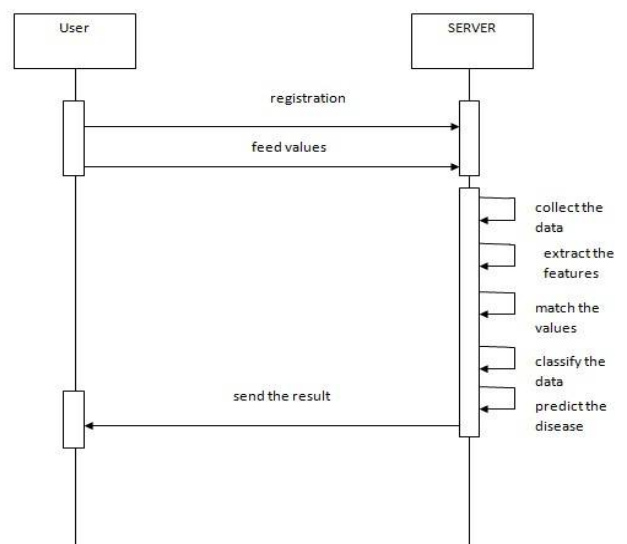 User
SERVER
registration
feed values
collect the
data
extract the
features
match the
values
classify the
data
send the result
predict the
disease